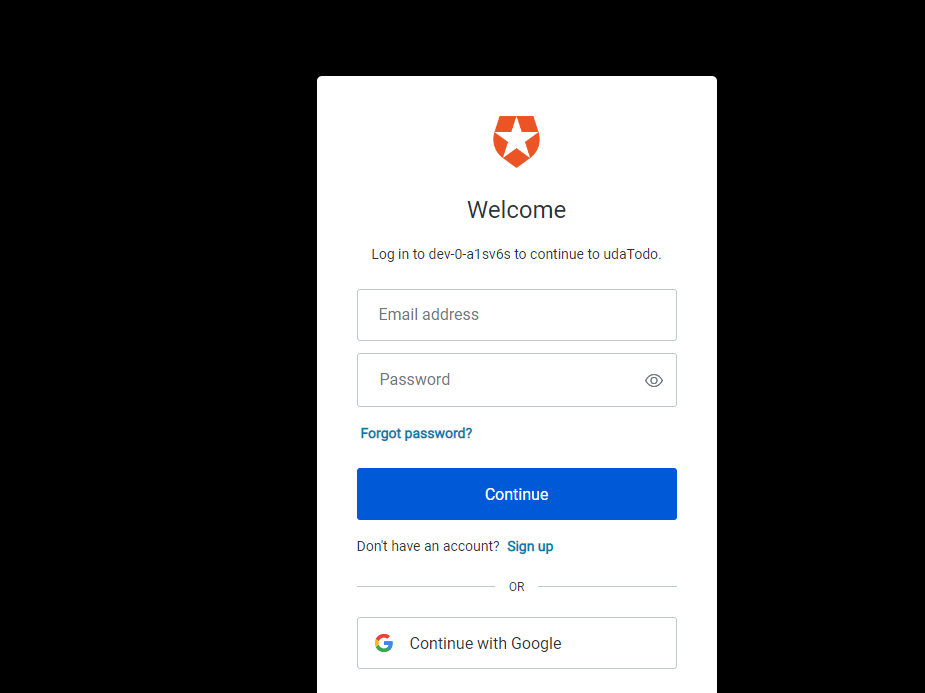 Welcome
Log in to dev-0-a1sv6s to continue to udaTodo.
Email address
Password
Forgot password?
Continue
Don't have an account? Sign up
OR
Continue with Google